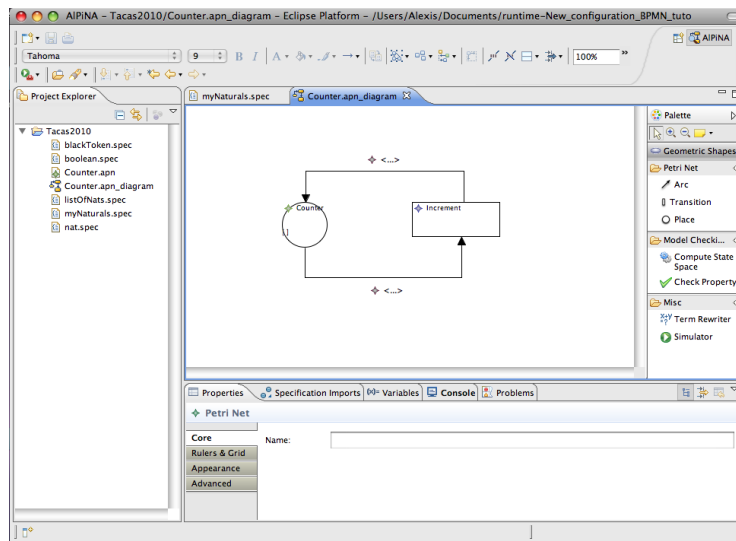 AlPiNA - Tacas2010/Counter.apn_diagram - Eclipse Platform - /Users/Alexis/Documents/runtime-New_configuration_BPMN_tuto
AlPiNA
Tahoma 9 B I A 100% »
Project Explorer
myNaturals.spec
Counter.apn_diagram
Tacas2010
blackToken.spec
boolean.spec
Counter.apn
Counter.apn_diagram
listOfNats.spec
myNaturals.spec
nat.spec
<...>
Counter
[]
Increment
<...>
Palette
Geometric Shapes
Petri Net
Arc
Transition
Place
Model Checki...
Compute State
Space
Check Property
Misc
Term Rewriter
Simulator
Properties
Specification Imports
(x)= Variables
Console
Problems
Petri Net
Core
Name:
Rulers & Grid
Appearance
Advanced